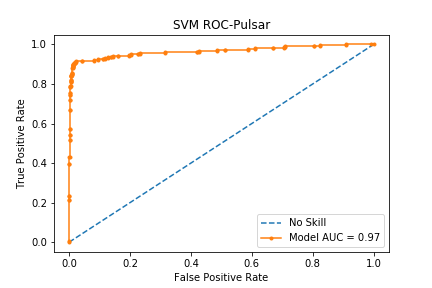 SVM ROC-Pulsar
True Positive Rate
1.0
0.8
0.6
0.4
0.2
0.0
No Skill
Model AUC = 0.97
0.0 0.2 0.4 0.6 0.8 1.0
False Positive Rate